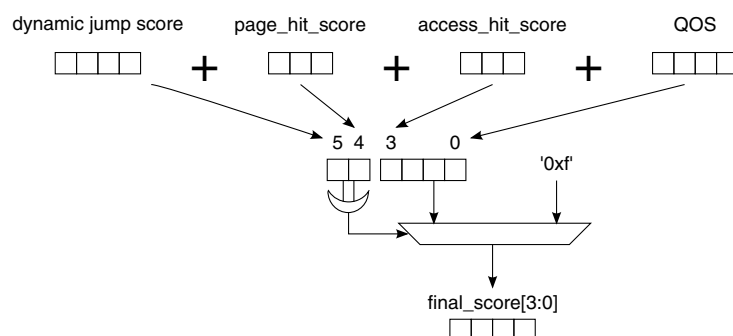 dynamic jump score page_hit_score access_hit_score QOS
+ + +
5 4 3 0
'0xf'
final_score[3:0]